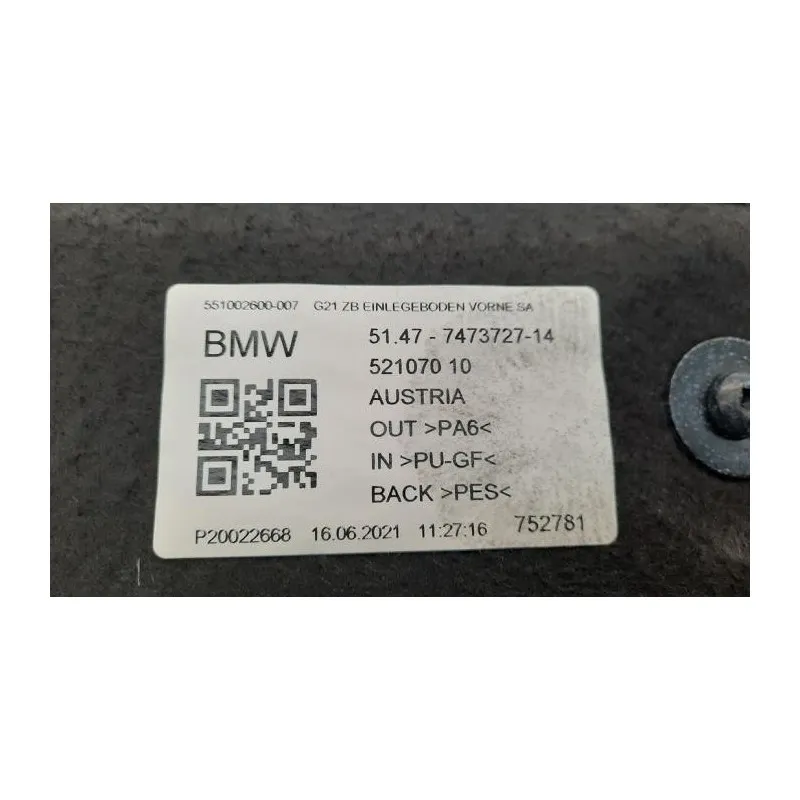 551002600-007 G21 ZB EINLEGEBODEN VORNE SA
BMW 51.47 - 7473727-14
521070 10
AUSTRIA
OUT >PA6<
IN >PU-GF<
BACK >PES<
P20022668 16.06.2021 11:27:16 752781